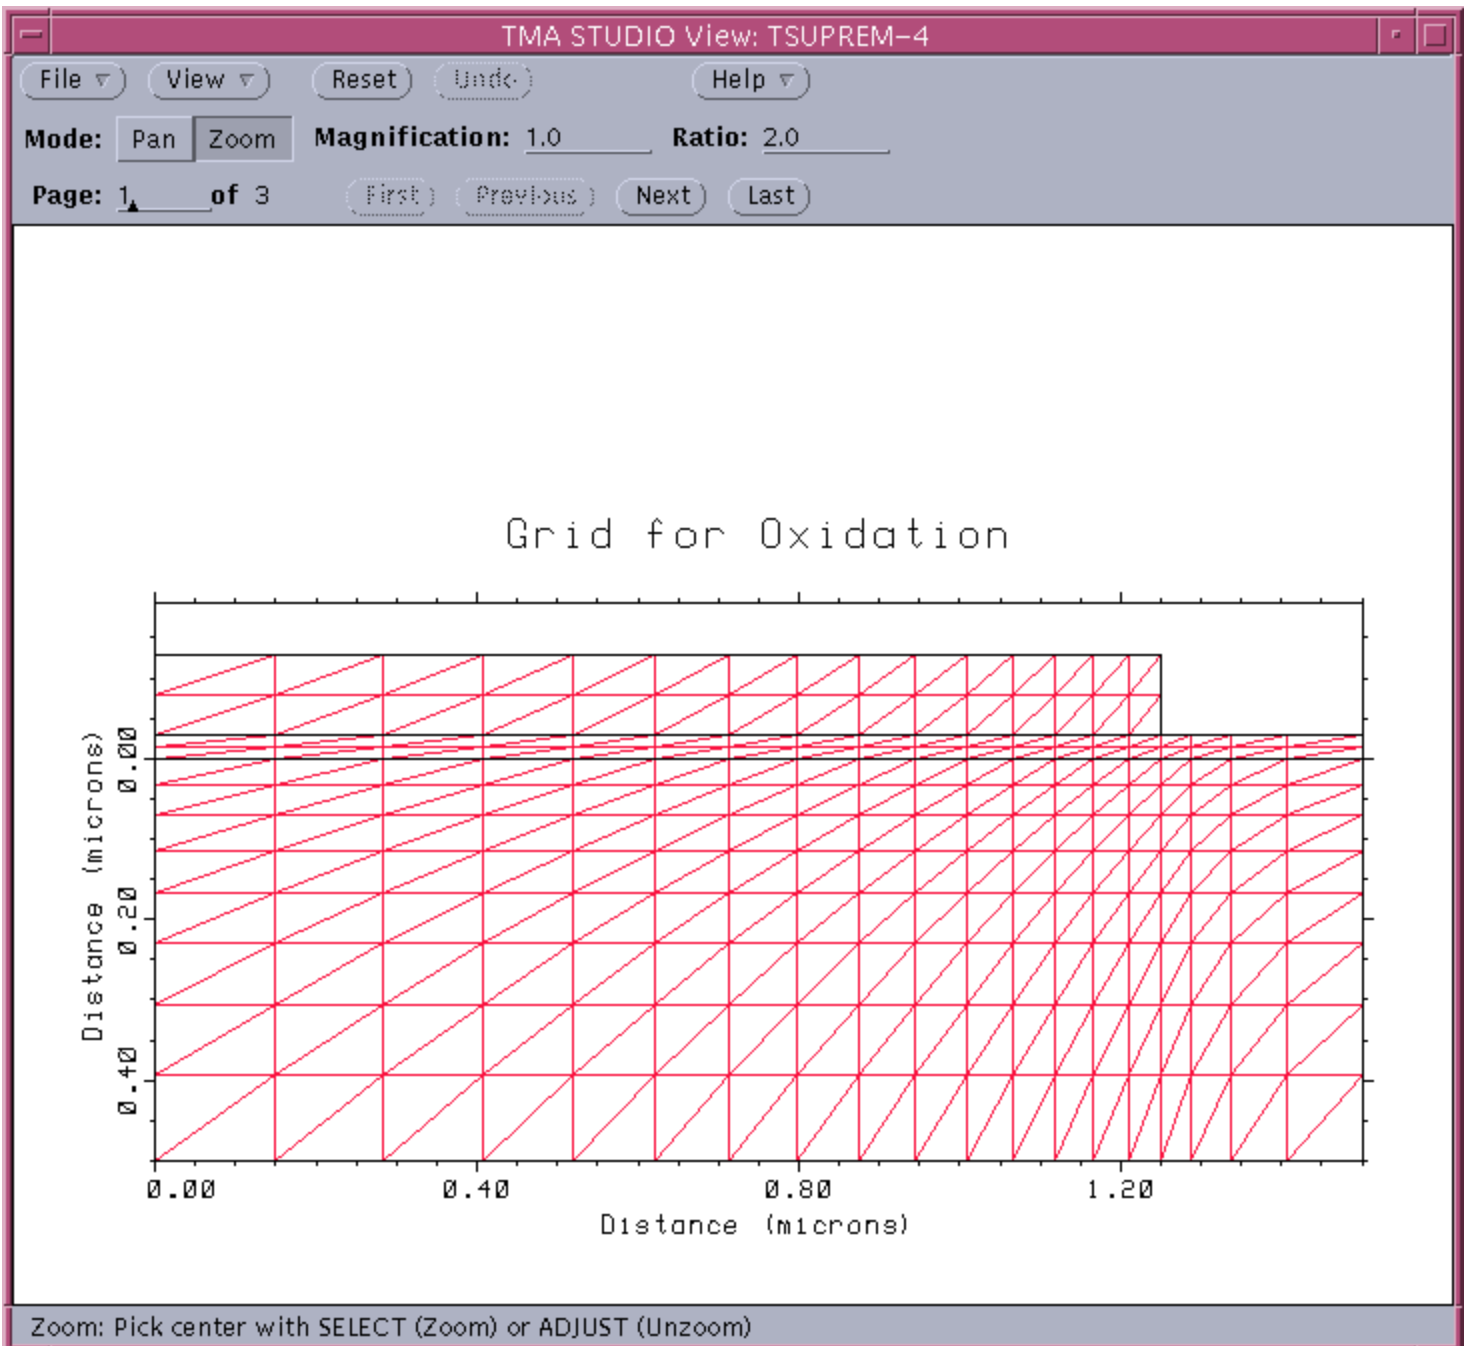 TMA STUDIO View: TSUPREM-4
File View Reset Undo Help
Mode: Pan Zoom Magnification: 1.0 Ratio: 2.0
Page: 1 of 3 First Previous Next Last
Grid for Oxidation
Distance (microns)
0.00
0.20
0.40
0.00 0.40 0.80 1.20
Distance (microns)
Zoom: Pick center with SELECT (Zoom) or ADJUST (Unzoom)